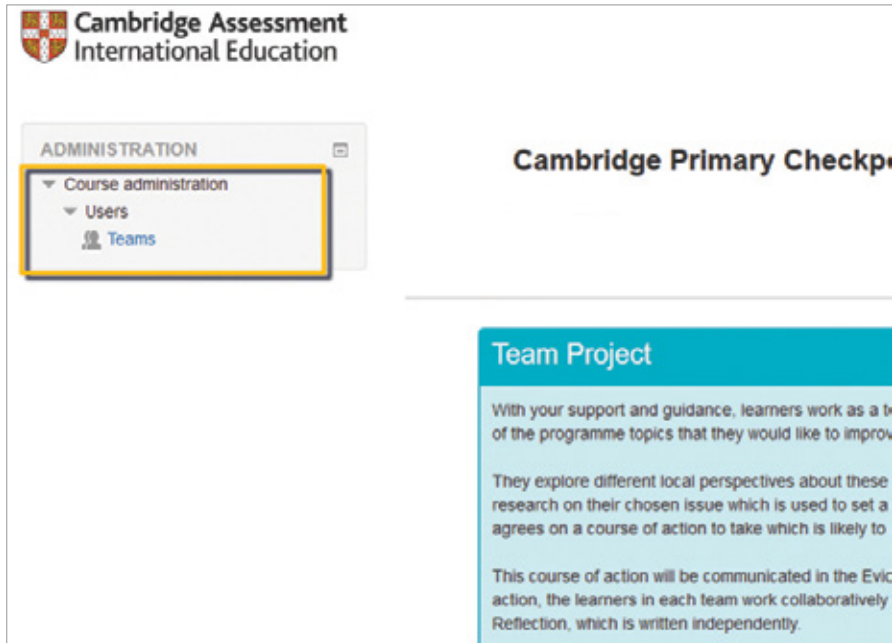 Cambridge Assessment
International Education
ADMINISTRATION
Course administration
Users
Teams
Cambridge Primary
Team Project
With your support and guidance, learners work as a
of the programme topics that they would like to
They explore different local perspectives about these
research on their chosen issue which is used to set a
agrees on a course of action to take which is likely to
This course of action will be communicated in the
action, the learners in each team work collaboratively
Reflection, which is written independently.